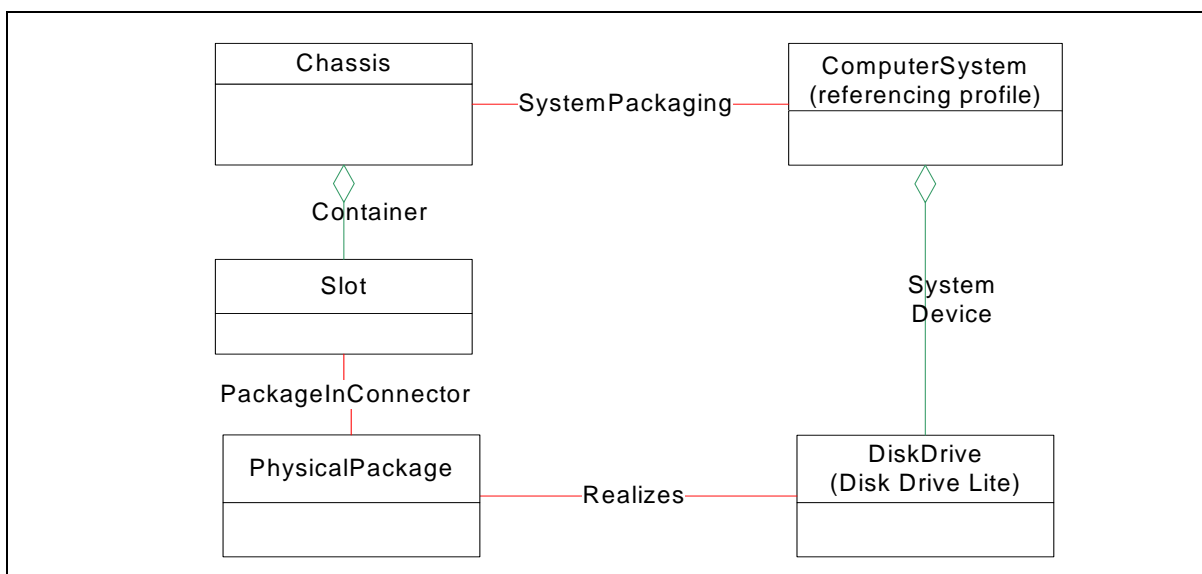 Chassis
ComputerSystem
(referencing profile)
SystemPackaging
Container
Slot
System
Device
PackageInConnector
PhysicalPackage
DiskDrive
(Disk Drive Lite)
Realizes